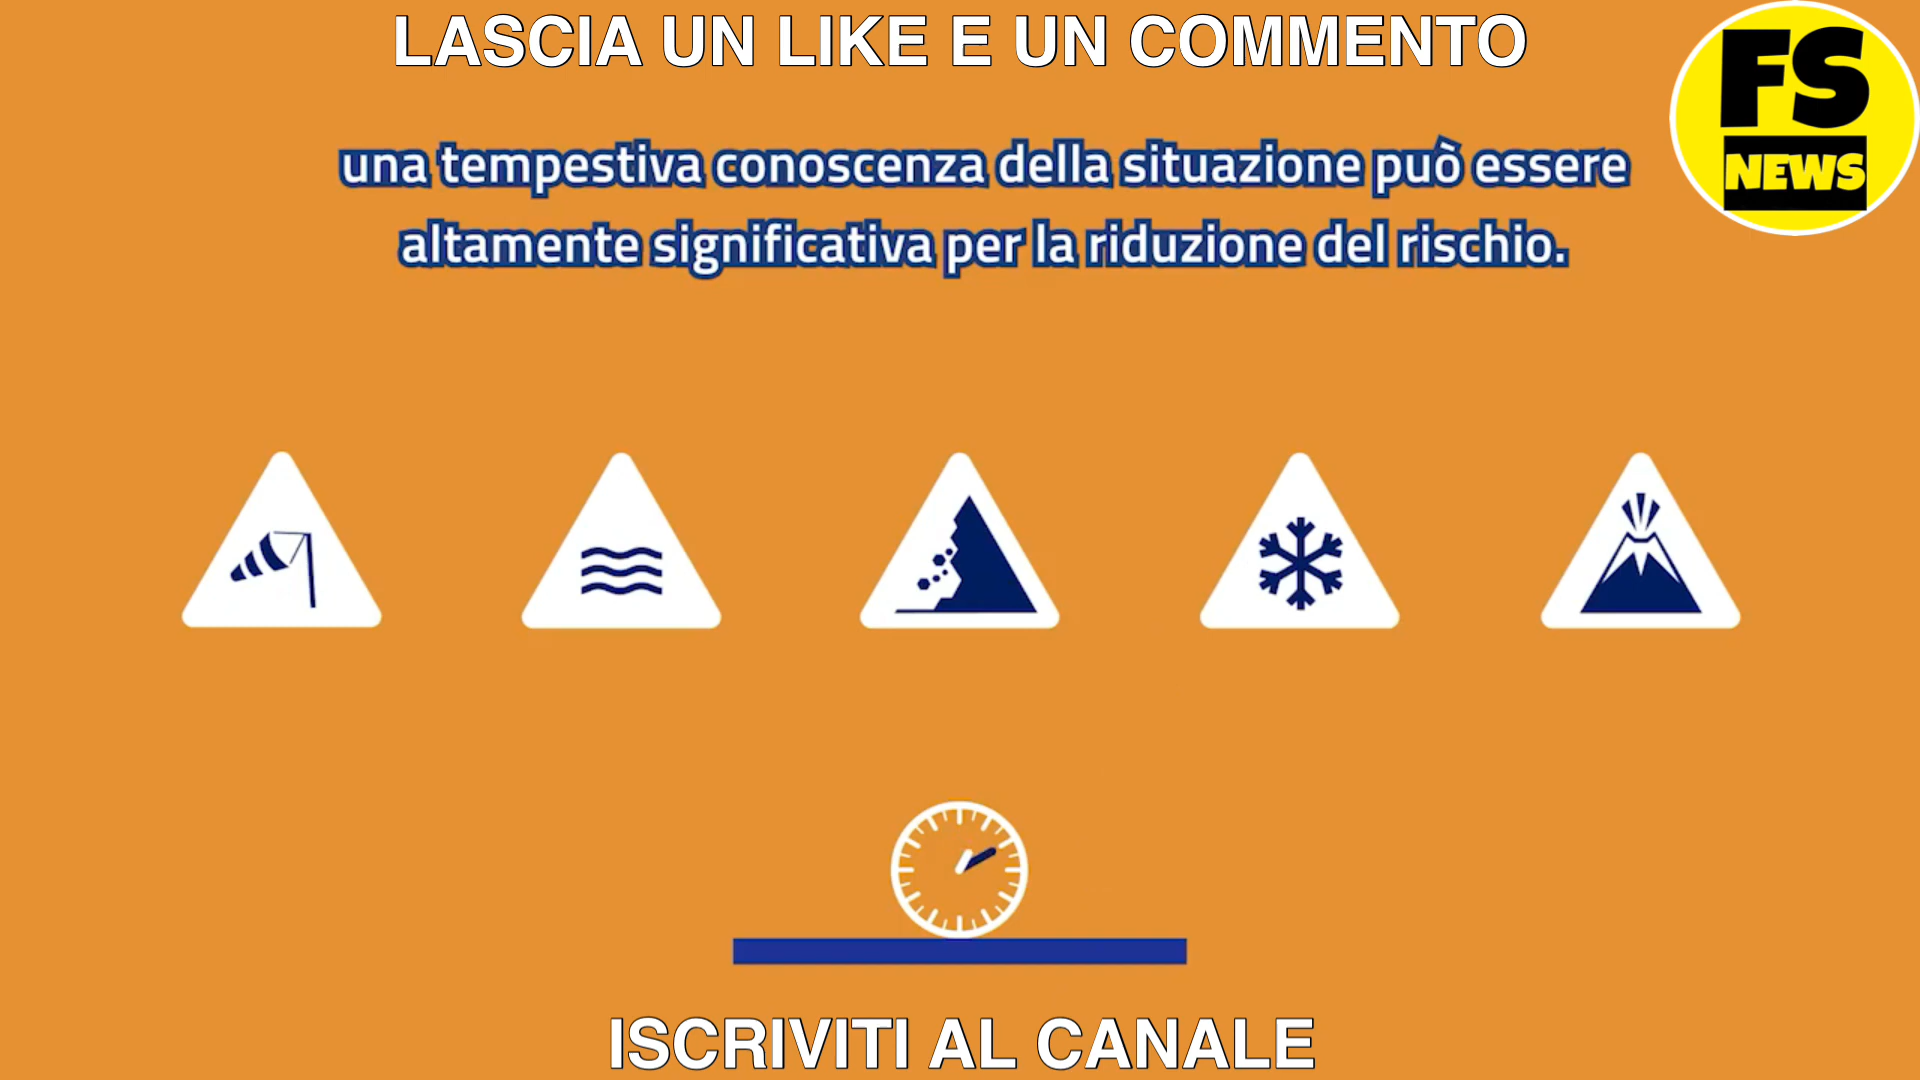 LASCIA UN LIKE E UN COMMENTO
FS
NEWS
una tempestiva conoscenza della situazione può essere
altamente significativa per la riduzione del rischio.
ISCRIVITI AL CANALE